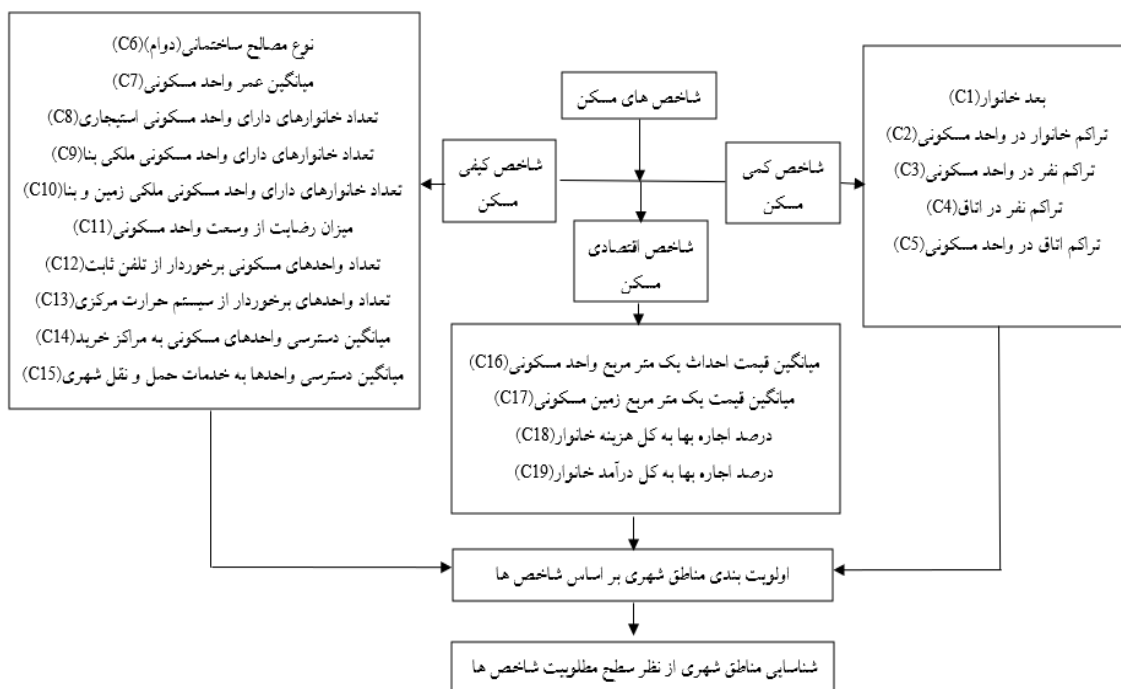 شاخص های مسکن
شاخص کمی
مسکن
بعد خانوار(C1)
تراکم خانوار در واحد مسکونی(C2)
تراکم نفر در واحد مسکونی(C3)
تراکم نفر در اتاق(C4)
تراکم اتاق در واحد مسکونی(C5)
شاخص کیفی
مسکن
نوع مصالح ساختمانی(دوام)(C6)
میانگین عمر واحد مسکونی(C7)
تعداد خانوارهای دارای واحد مسکونی استیجاری(C8)
تعداد خانوارهای دارای واحد مسکونی ملکی بنا(C9)
تعداد خانوارهای دارای واحد مسکونی ملکی زمین و بنا(C10)
میزان رضایت از وسعت واحد مسکونی(C11)
تعداد واحدهای مسکونی برخوردار از تلفن ثابت(C12)
تعداد واحدهای برخوردار از سیستم حرارت مرکزی(C13)
میانگین دسترسی واحدهای مسکونی به مراکز خرید(C14)
میانگین دسترسی واحدها به خدمات حمل و نقل شهری(C15)
شاخص اقتصادی
مسکن
میانگین قیمت احداث یک متر مربع واحد مسکونی(C16)
میانگین قیمت یک متر مربع زمین مسکونی(C17)
درصد اجاره بها به کل هزینه خانوار(C18)
درصد اجاره بها به کل درآمد خانوار(C19)
اولویت بندی مناطق شهری بر اساس شاخص ها
شناسایی مناطق شهری از نظر سطح مطلوبیت شاخص ها